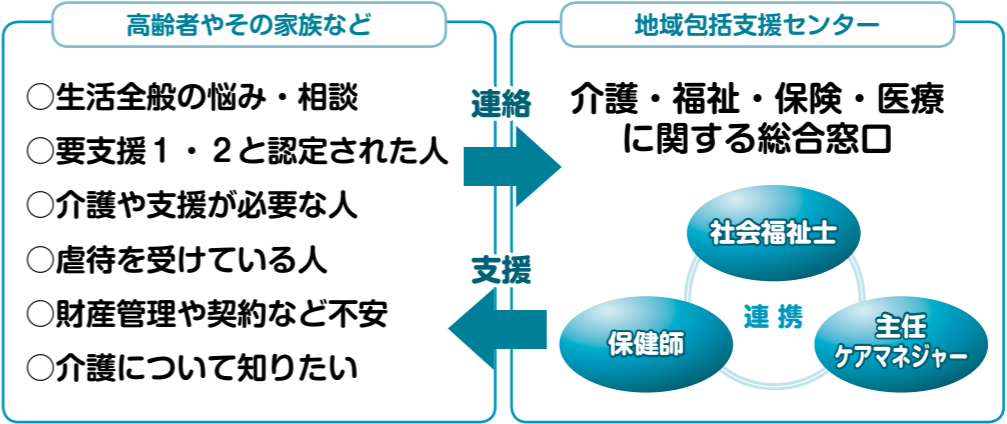 高齢者やその家族など
○生活全般の悩み・相談
○要支援１・２と認定された人
○介護や支援が必要な人
○虐待を受けている人
○財産管理や契約など不安
○介護について知りたい
連絡
支援
地域包括支援センター
介護・福祉・保険・医療
に関する総合窓口
社会福祉士
連携
保健師
主任
ケアマネジャー